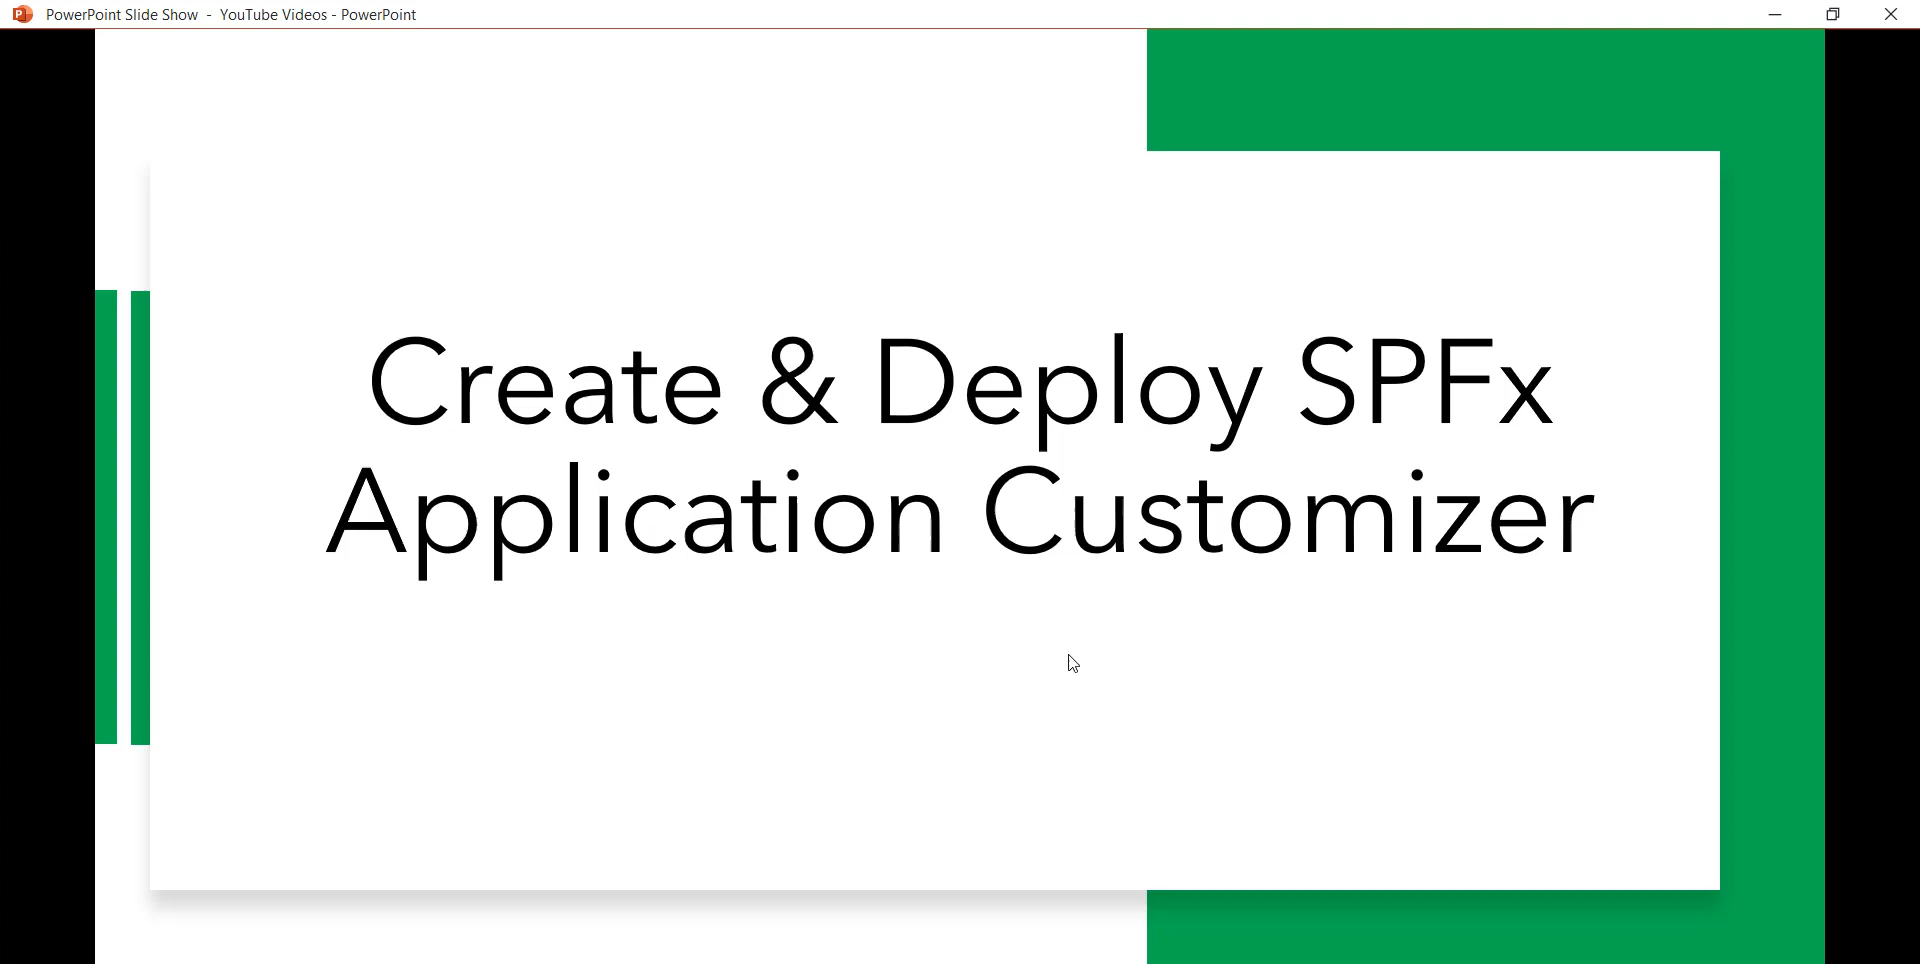 PowerPoint Slide Show - YouTube Videos - PowerPoint
Create & Deploy SPFx
Application Customizer